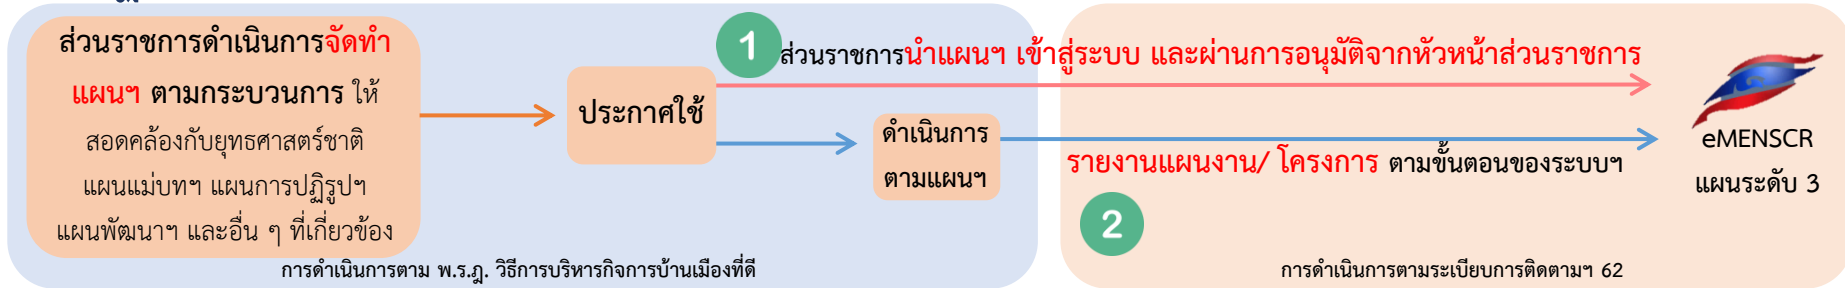 ส่วนราชการดำเนินการจัดทำ
แผนฯ ตามกระบวนการ ให้
สอดคล้องกับยุทธศาสตร์ชาติ
แผนแม่บทฯ แผนการปฏิรูปฯ
แผนพัฒนาฯ และอื่น ๆ ที่เกี่ยวข้อง
ประกาศใช้
1
ส่วนราชการนำแผนฯ เข้าสู่ระบบ และผ่านการอนุมัติจากหัวหน้าส่วนราชการ
ดำเนินการ
ตามแผนฯ
รายงานแผนงาน/ โครงการ ตามขั้นตอนของระบบฯ
2
eMENSCR
แผนระดับ 3
การดำเนินการตาม พ.ร.ฎ. วิธีการบริหารกิจการบ้านเมืองที่ดี
การดำเนินการตามระเบียบการติดตามฯ 62